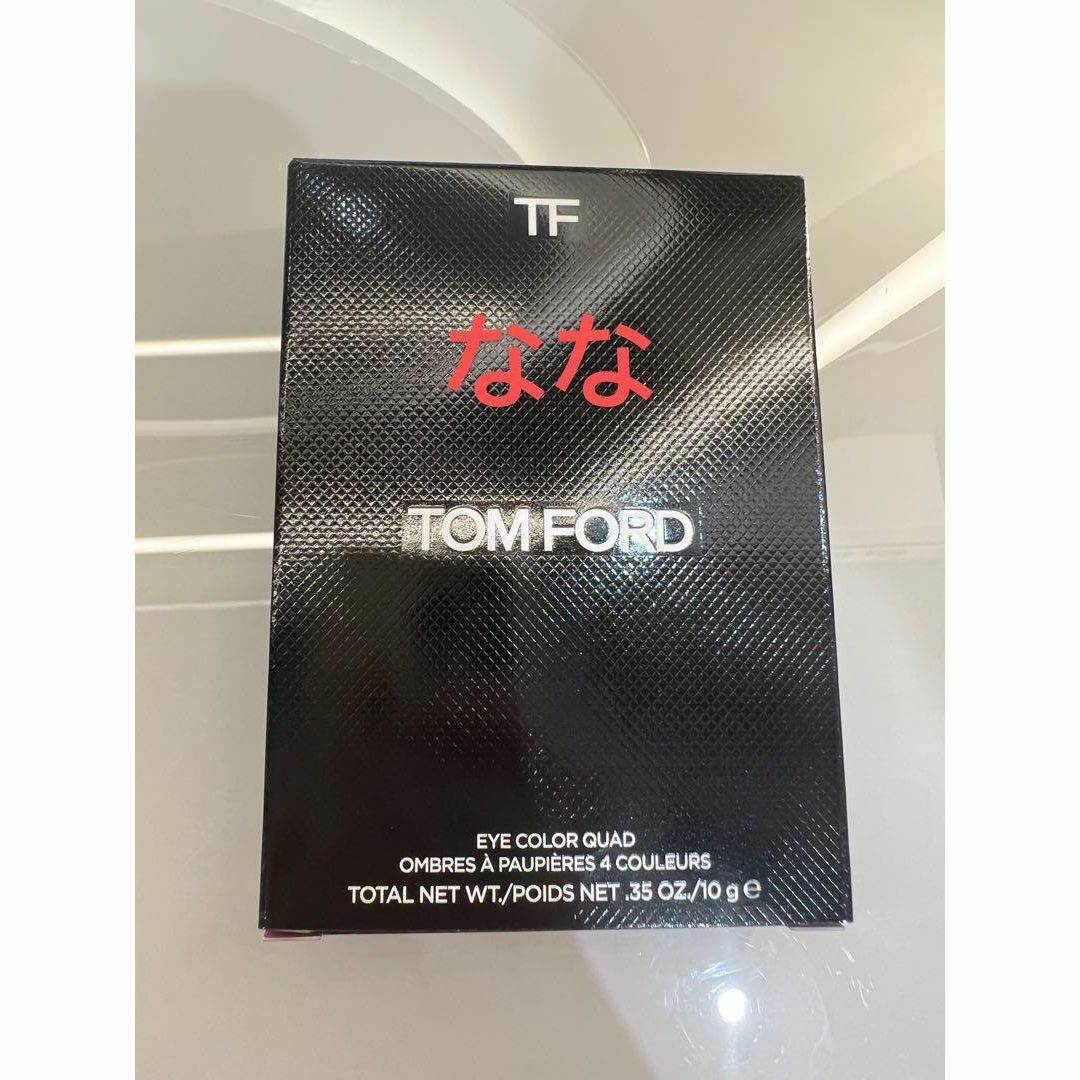 TF
なな
TOM FORD
EYE COLOR QUAD
OMBRES À PAUPIÈRES 4 COULEURS
TOTAL NET WT./POIDS NET .35 OZ./10 g ℮